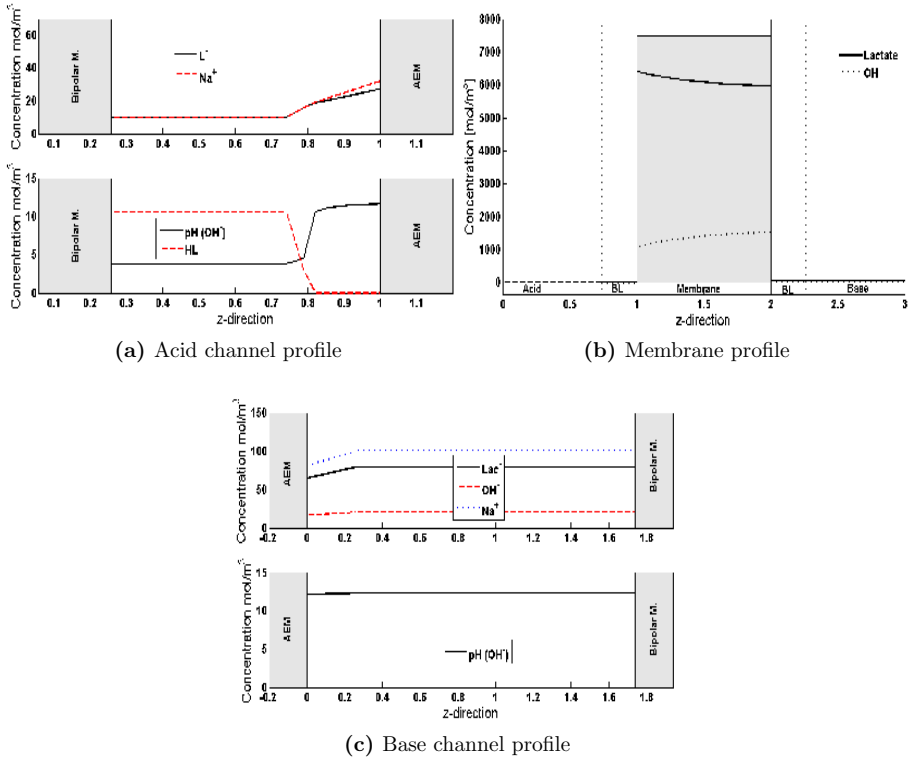 Concentration mol/m³
60
40
20
0
Bipolar M.
L⁻
Na⁺
AEM
0.1 0.2 0.3 0.4 0.5 0.6 0.7 0.8 0.9 1 1.1
Concentration mol/m³
15
10
5
0
Bipolar M.
pH (OH⁻)
HL
AEM
0.1 0.2 0.3 0.4 0.5 0.6 0.7 0.8 0.9 1 1.1
z-direction
(a) Acid channel profile
Concentration [mol/m³]
8000
7000
6000
5000
4000
3000
2000
1000
0
Lactate
OH
Acid BL Membrane BL Base
0 0.5 1 1.5 2 2.5 3
z-direction
(b) Membrane profile
Concentration mol/m³
150
100
50
0
AEM
Lac⁻
OH⁻
Na⁺
Bipolar M.
-0.2 0 0.2 0.4 0.6 0.8 1 1.2 1.4 1.6 1.8
Concentration mol/m³
15
10
5
AEM
pH (OH⁻)
Bipolar M.
-0.2 0 0.2 0.4 0.6 0.8 1 1.2 1.4 1.6 1.8
z-direction
(c) Base channel profile